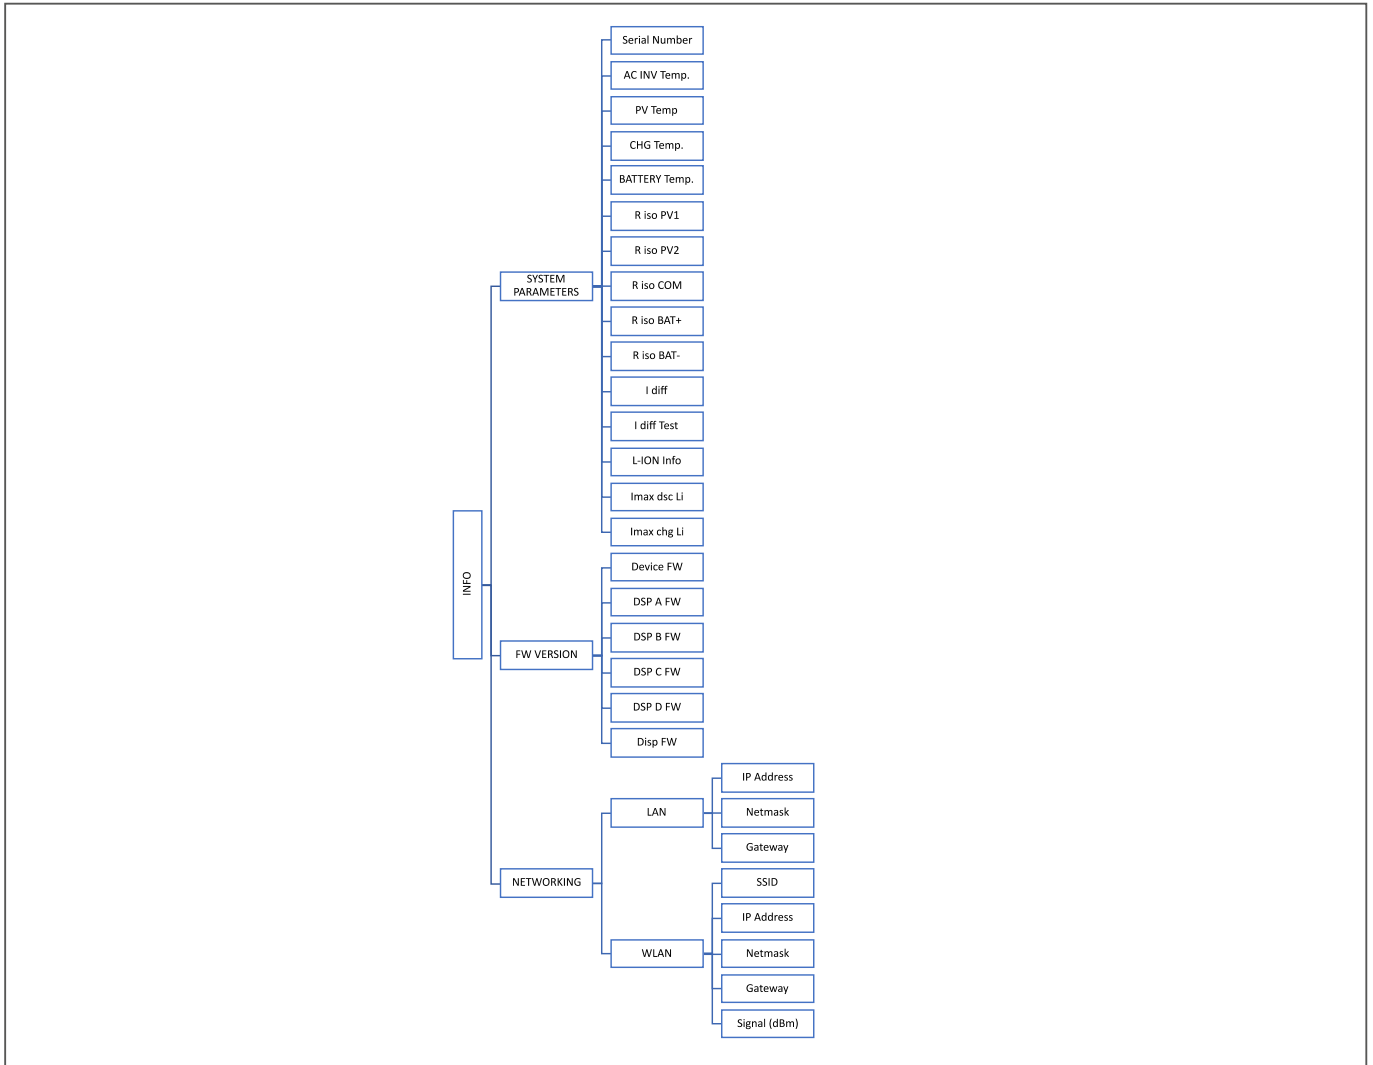 Serial Number
AC INV Temp.
PV Temp
CHG Temp.
BATTERY Temp.
R iso PV1
R iso PV2
SYSTEM
PARAMETERS
R iso COM
R iso BAT+
R iso BAT-
I diff
I diff Test
L-ION Info
Imax dsc Li
Imax chg Li
INFO
Device FW
DSP A FW
DSP B FW
FW VERSION
DSP C FW
DSP D FW
Disp FW
IP Address
LAN
Netmask
Gateway
NETWORKING
SSID
IP Address
WLAN
Netmask
Gateway
Signal (dBm)